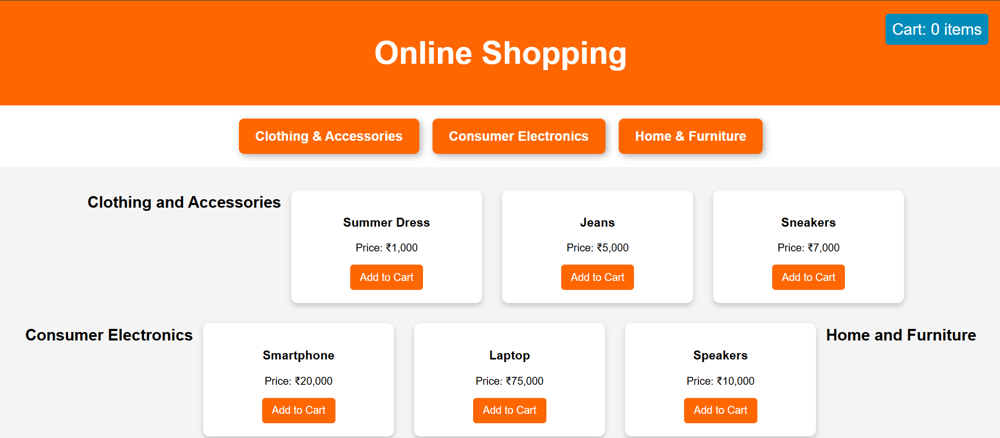 Cart: 0 items
Online Shopping
Clothing & Accessories
Consumer Electronics
Home & Furniture
Clothing and Accessories
Summer Dress
Price: ₹1,000
Add to Cart
Jeans
Price: ₹5,000
Add to Cart
Sneakers
Price: ₹7,000
Add to Cart
Consumer Electronics
Smartphone
Price: ₹20,000
Add to Cart
Laptop
Price: ₹75,000
Add to Cart
Speakers
Price: ₹10,000
Add to Cart
Home and Furniture